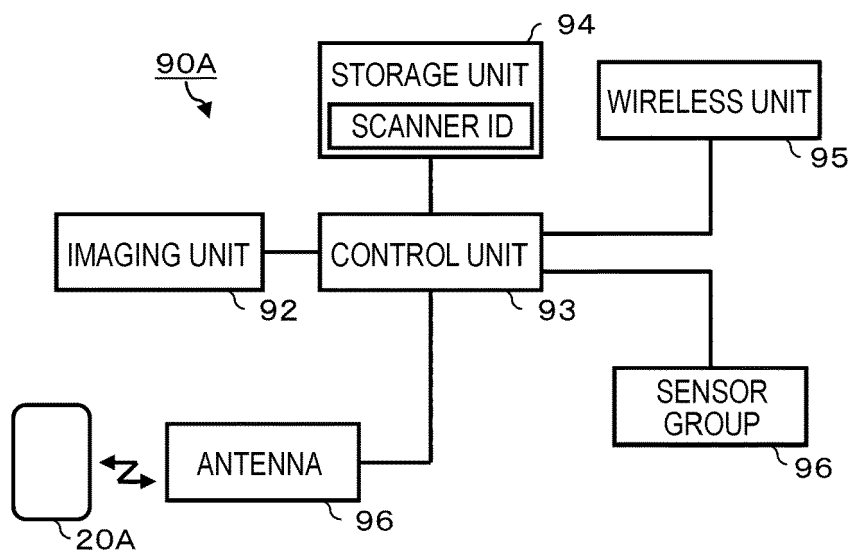 90A
94
STORAGE UNIT
SCANNER ID
WIRELESS UNIT
95
IMAGING UNIT
92
CONTROL UNIT
93
SENSOR
GROUP
96
ANTENNA
96
20A